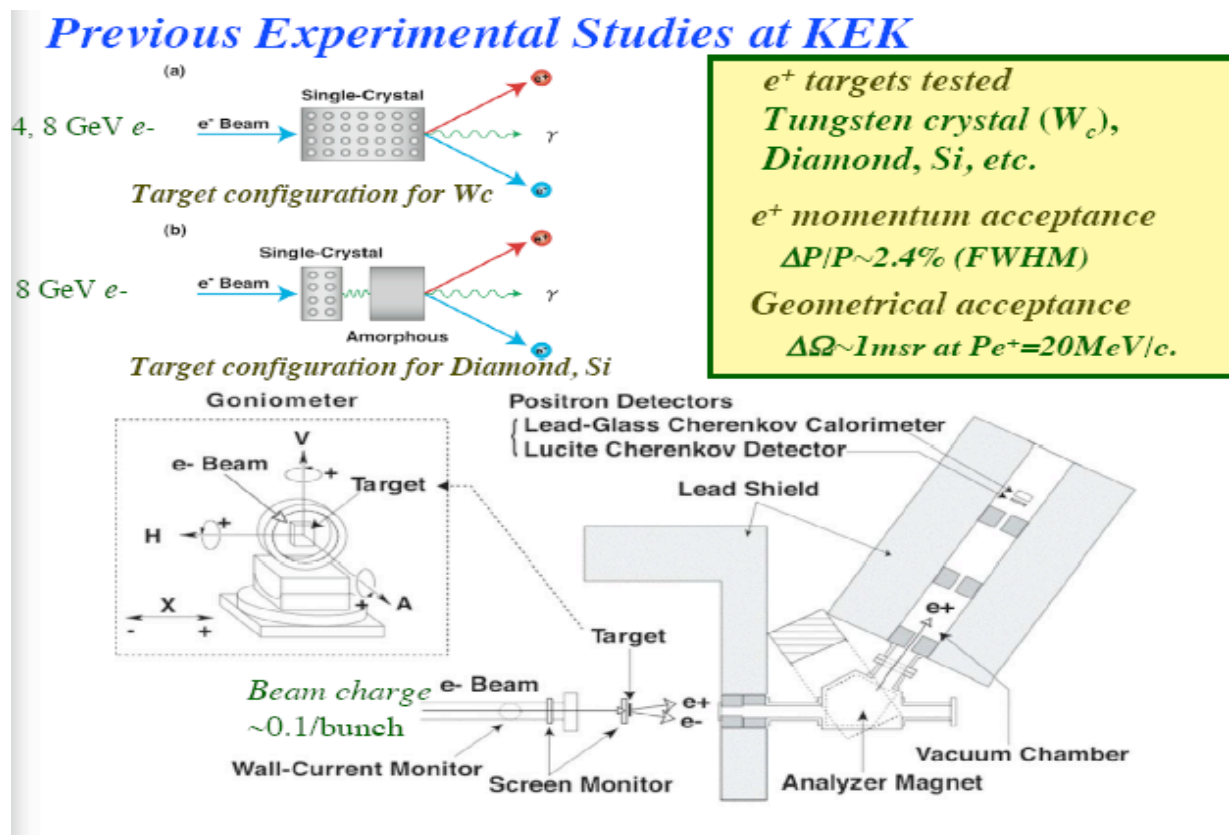 Previous Experimental Studies at KEK
(a)
Single-Crystal
4, 8 GeV e-
e⁻ Beam
e⁺
γ
e⁻
Target configuration for Wc
(b)
Single-Crystal
8 GeV e-
e⁻ Beam
e⁺
γ
Amorphous
e⁻
Target configuration for Diamond, Si
e⁺ targets tested
Tungsten crystal (W_c),
Diamond, Si, etc.
e⁺ momentum acceptance
ΔP/P~2.4% (FWHM)
Geometrical acceptance
ΔΩ~1msr at Pe⁺=20MeV/c.
Goniometer
V
e- Beam
+
Target
H
+
+
A
X
-
+
Positron Detectors
Lead-Glass Cherenkov Calorimeter
Lucite Cherenkov Detector
Lead Shield
e+
Target
Beam charge
~0.1/bunch
e- Beam
e+
e-
Wall-Current Monitor
Screen Monitor
Analyzer Magnet
Vacuum Chamber